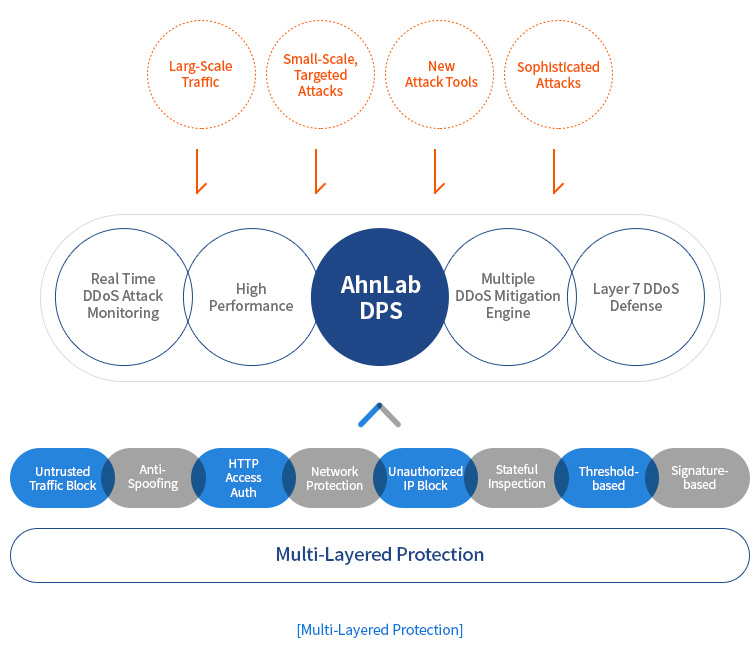 Larg-Scale
Traffic
Small-Scale,
Targeted
Attacks
New
Attack Tools
Sophisticated
Attacks
Real Time
DDoS Attack
Monitoring
High
Performance
AhnLab
DPS
Multiple
DDoS Mitigation
Engine
Layer 7 DDoS
Defense
Untrusted
Traffic Block
Anti-
Spoofing
HTTP
Access
Auth
Network
Protection
Unauthorized
IP Block
Stateful
Inspection
Threshold-
based
Signature-
based
Multi-Layered Protection
[Multi-Layered Protection]